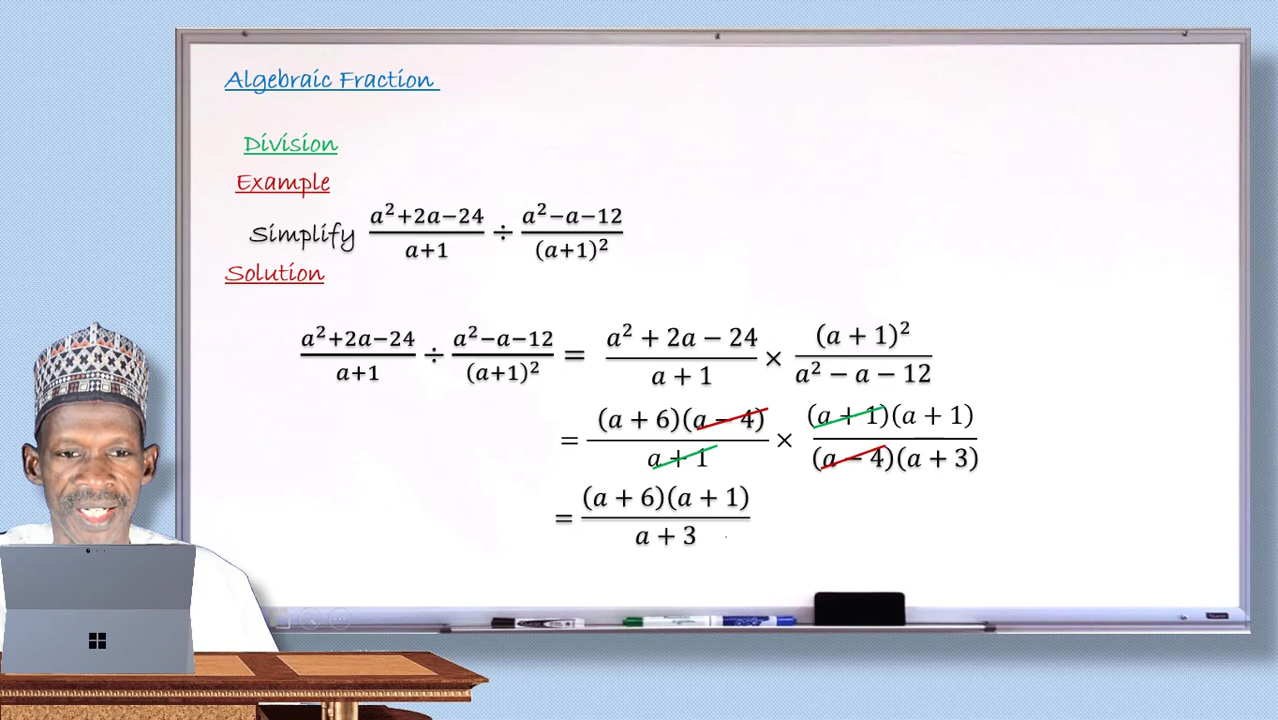 Algebraic Fraction
Division
Example
Simplify (a²+2a−24)/(a+1) ÷ (a²−a−12)/(a+1)²
Solution
(a²+2a−24)/(a+1) ÷ (a²−a−12)/(a+1)² = (a² + 2a − 24)/(a + 1) × (a + 1)²/(a² − a − 12)
= (a + 6)(a − 4)/(a + 1) × (a + 1)(a + 1)/(a − 4)(a + 3)
= (a + 6)(a + 1)/(a + 3)